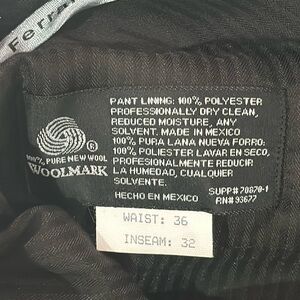 Ferra
PANT LINING: 100% POLYESTER
PROFESSIONALLY DRY CLEAN,
REDUCED MOISTURE, ANY
SOLVENT. MADE IN MEXICO
100% PURA LANA NUEVA FORRO:
100% POLIESTER LAVAR EN SECO,
PROFESIONALMENTE REDUCIR
LA HUMEDAD, CUALQUIER
SOLVENTE.
HECHO EN MEXICO
SUPP# 70870-1
RN# 93677
®
100% PURE NEW WOOL
WOOLMARK
WAIST: 36
INSEAM: 32